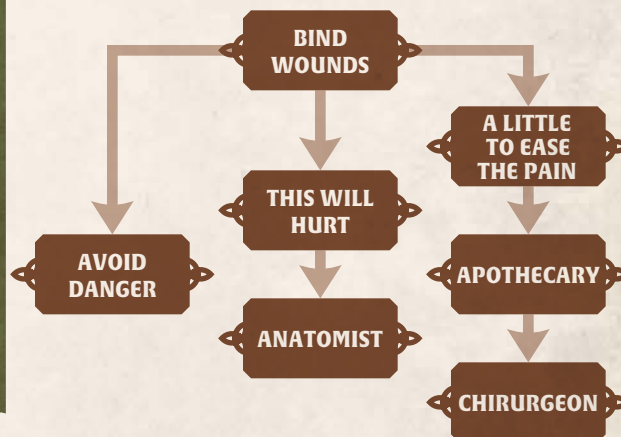 BIND
WOUNDS
A LITTLE
TO EASE
THE PAIN
THIS WILL
HURT
AVOID
DANGER
APOTHECARY
ANATOMIST
CHIRURGEON